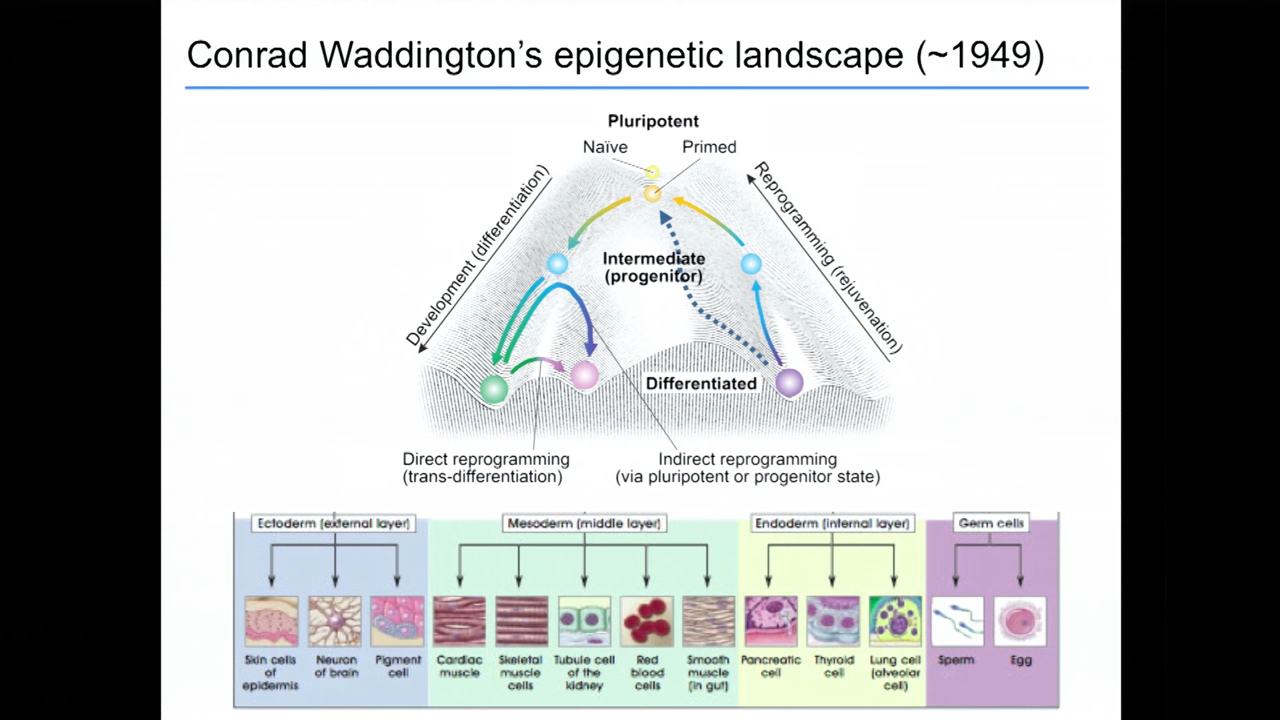 Conrad Waddington's epigenetic landscape (~1949)
Pluripotent
Naïve
Primed
Development (differentiation)
Reprogramming (rejuvenation)
Intermediate
(progenitor)
Differentiated
Direct reprogramming
(trans-differentiation)
Indirect reprogramming
(via pluripotent or progenitor state)
Ectoderm (external layer)
Mesoderm (middle layer)
Endoderm (internal layer)
Germ cells
Skin cells
of
epidermis
Neuron
of brain
Pigment
cell
Cardiac
muscle
Skeletal
muscle
cells
Tubule cell
of the
kidney
Red
blood
cells
Smooth
muscle
(in gut)
Pancreatic
cell
Thyroid
cell
Lung cell
(alveolar
cell)
Sperm
Egg